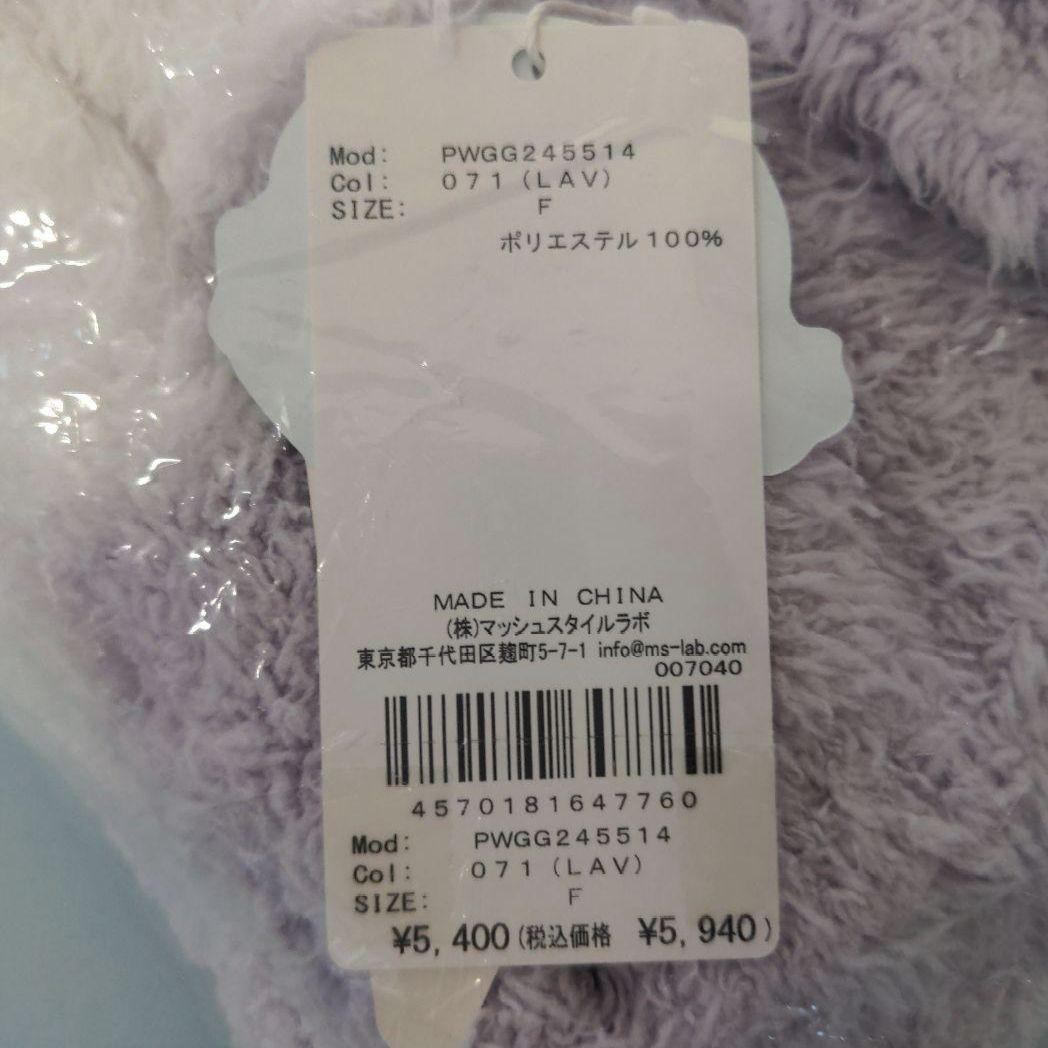 Mod: PWGG245514
Col: 071(LAV)
SIZE: F
ポリエステル100%
MADE IN CHINA
(株)マッシュスタイルラボ
東京都千代田区麹町5-7-1 info@ms-lab.com
007040
4570181647760
Mod: PWGG245514
Col: 071(LAV)
SIZE: F
¥5,400(税込価格 ¥5,940)